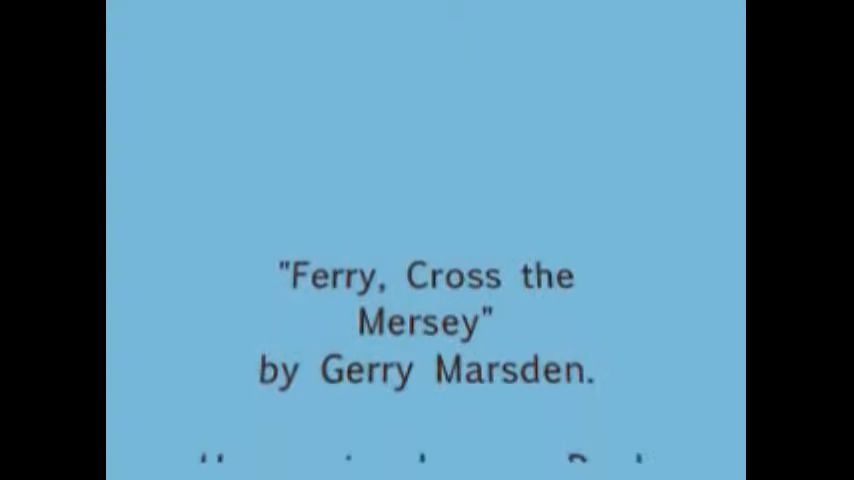 "Ferry, Cross the
Mersey"
by Gerry Marsden.